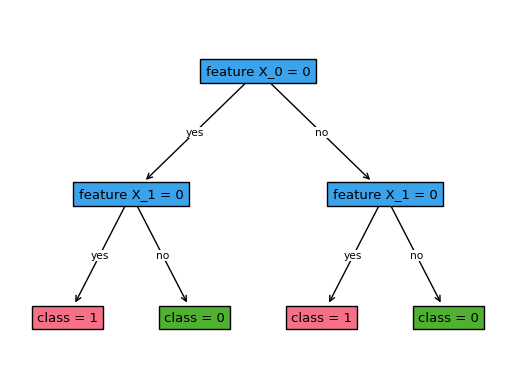 feature X_0 = 0
yes
no
feature X_1 = 0
feature X_1 = 0
yes
no
yes
no
class = 1
class = 0
class = 1
class = 0